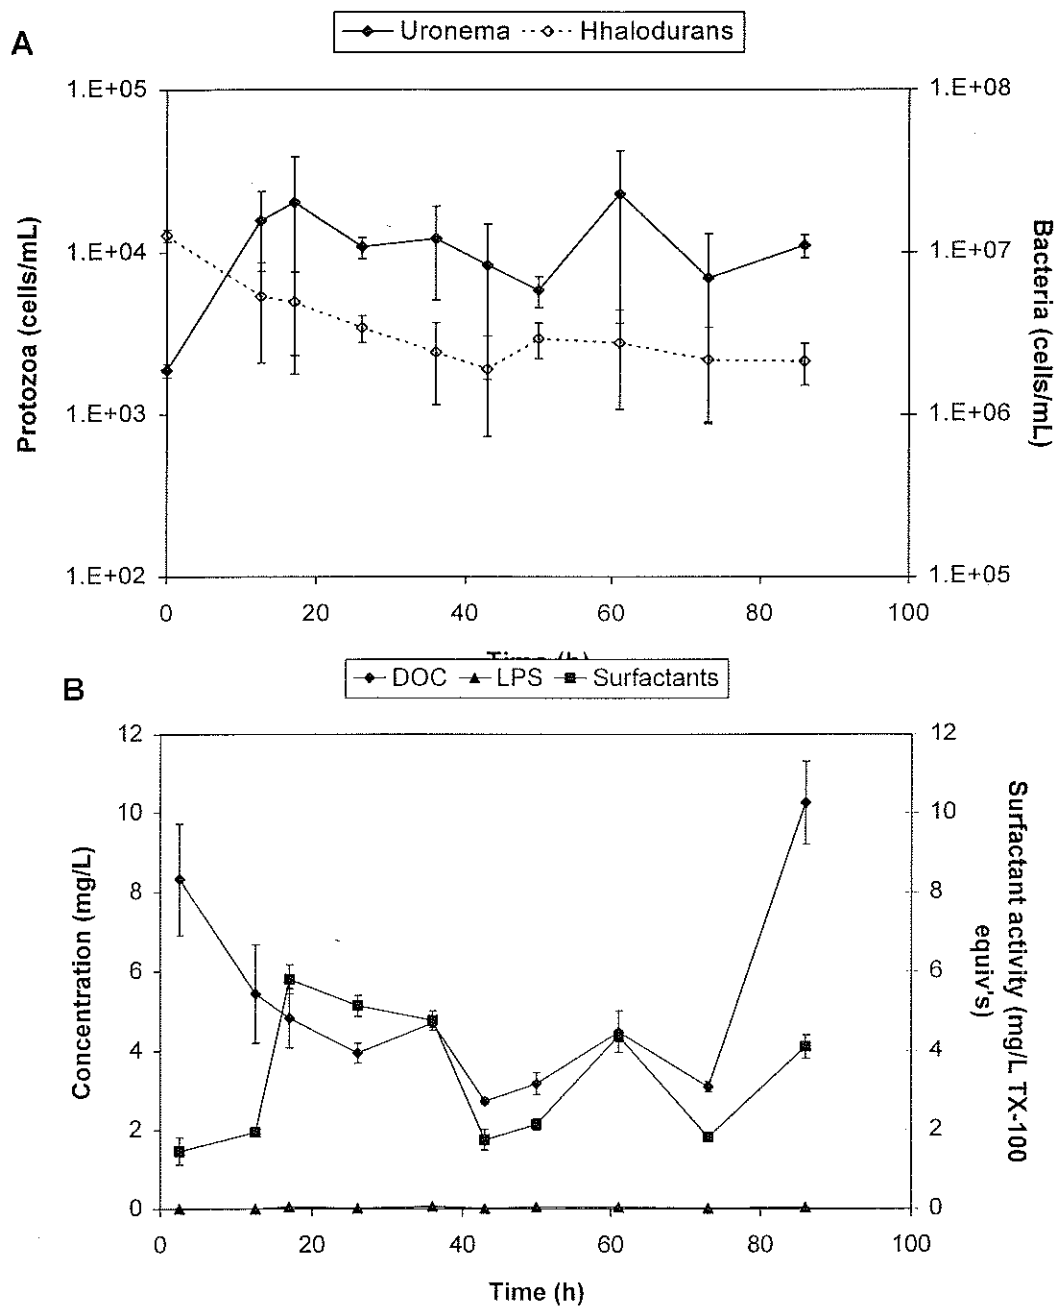 A
Uronema Hhalodurans
1.E+05
1.E+04
1.E+03
1.E+02
Protozoa (cells/mL)
1.E+08
1.E+07
1.E+06
1.E+05
Bacteria (cells/mL)
0 20 40 60 80 100
Time (h)
B
DOC LPS Surfactants
12
10
8
6
4
2
0
Concentration (mg/L)
12
10
8
6
4
2
0
Surfactant activity (mg/L TX-100
equiv's)
0 20 40 60 80 100
Time (h)